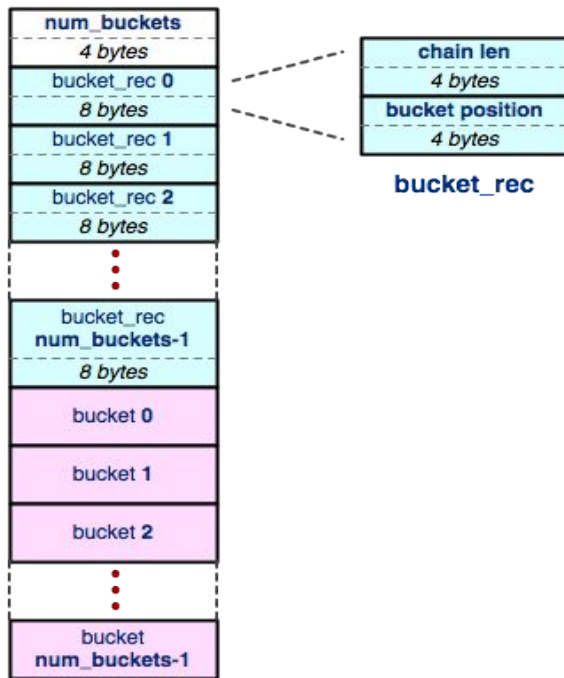 num_buckets
4 bytes
bucket_rec 0
8 bytes
bucket_rec 1
8 bytes
bucket_rec 2
8 bytes
bucket_rec
num_buckets-1
8 bytes
bucket 0
bucket 1
bucket 2
bucket
num_buckets-1
chain len
4 bytes
bucket position
4 bytes
bucket_rec